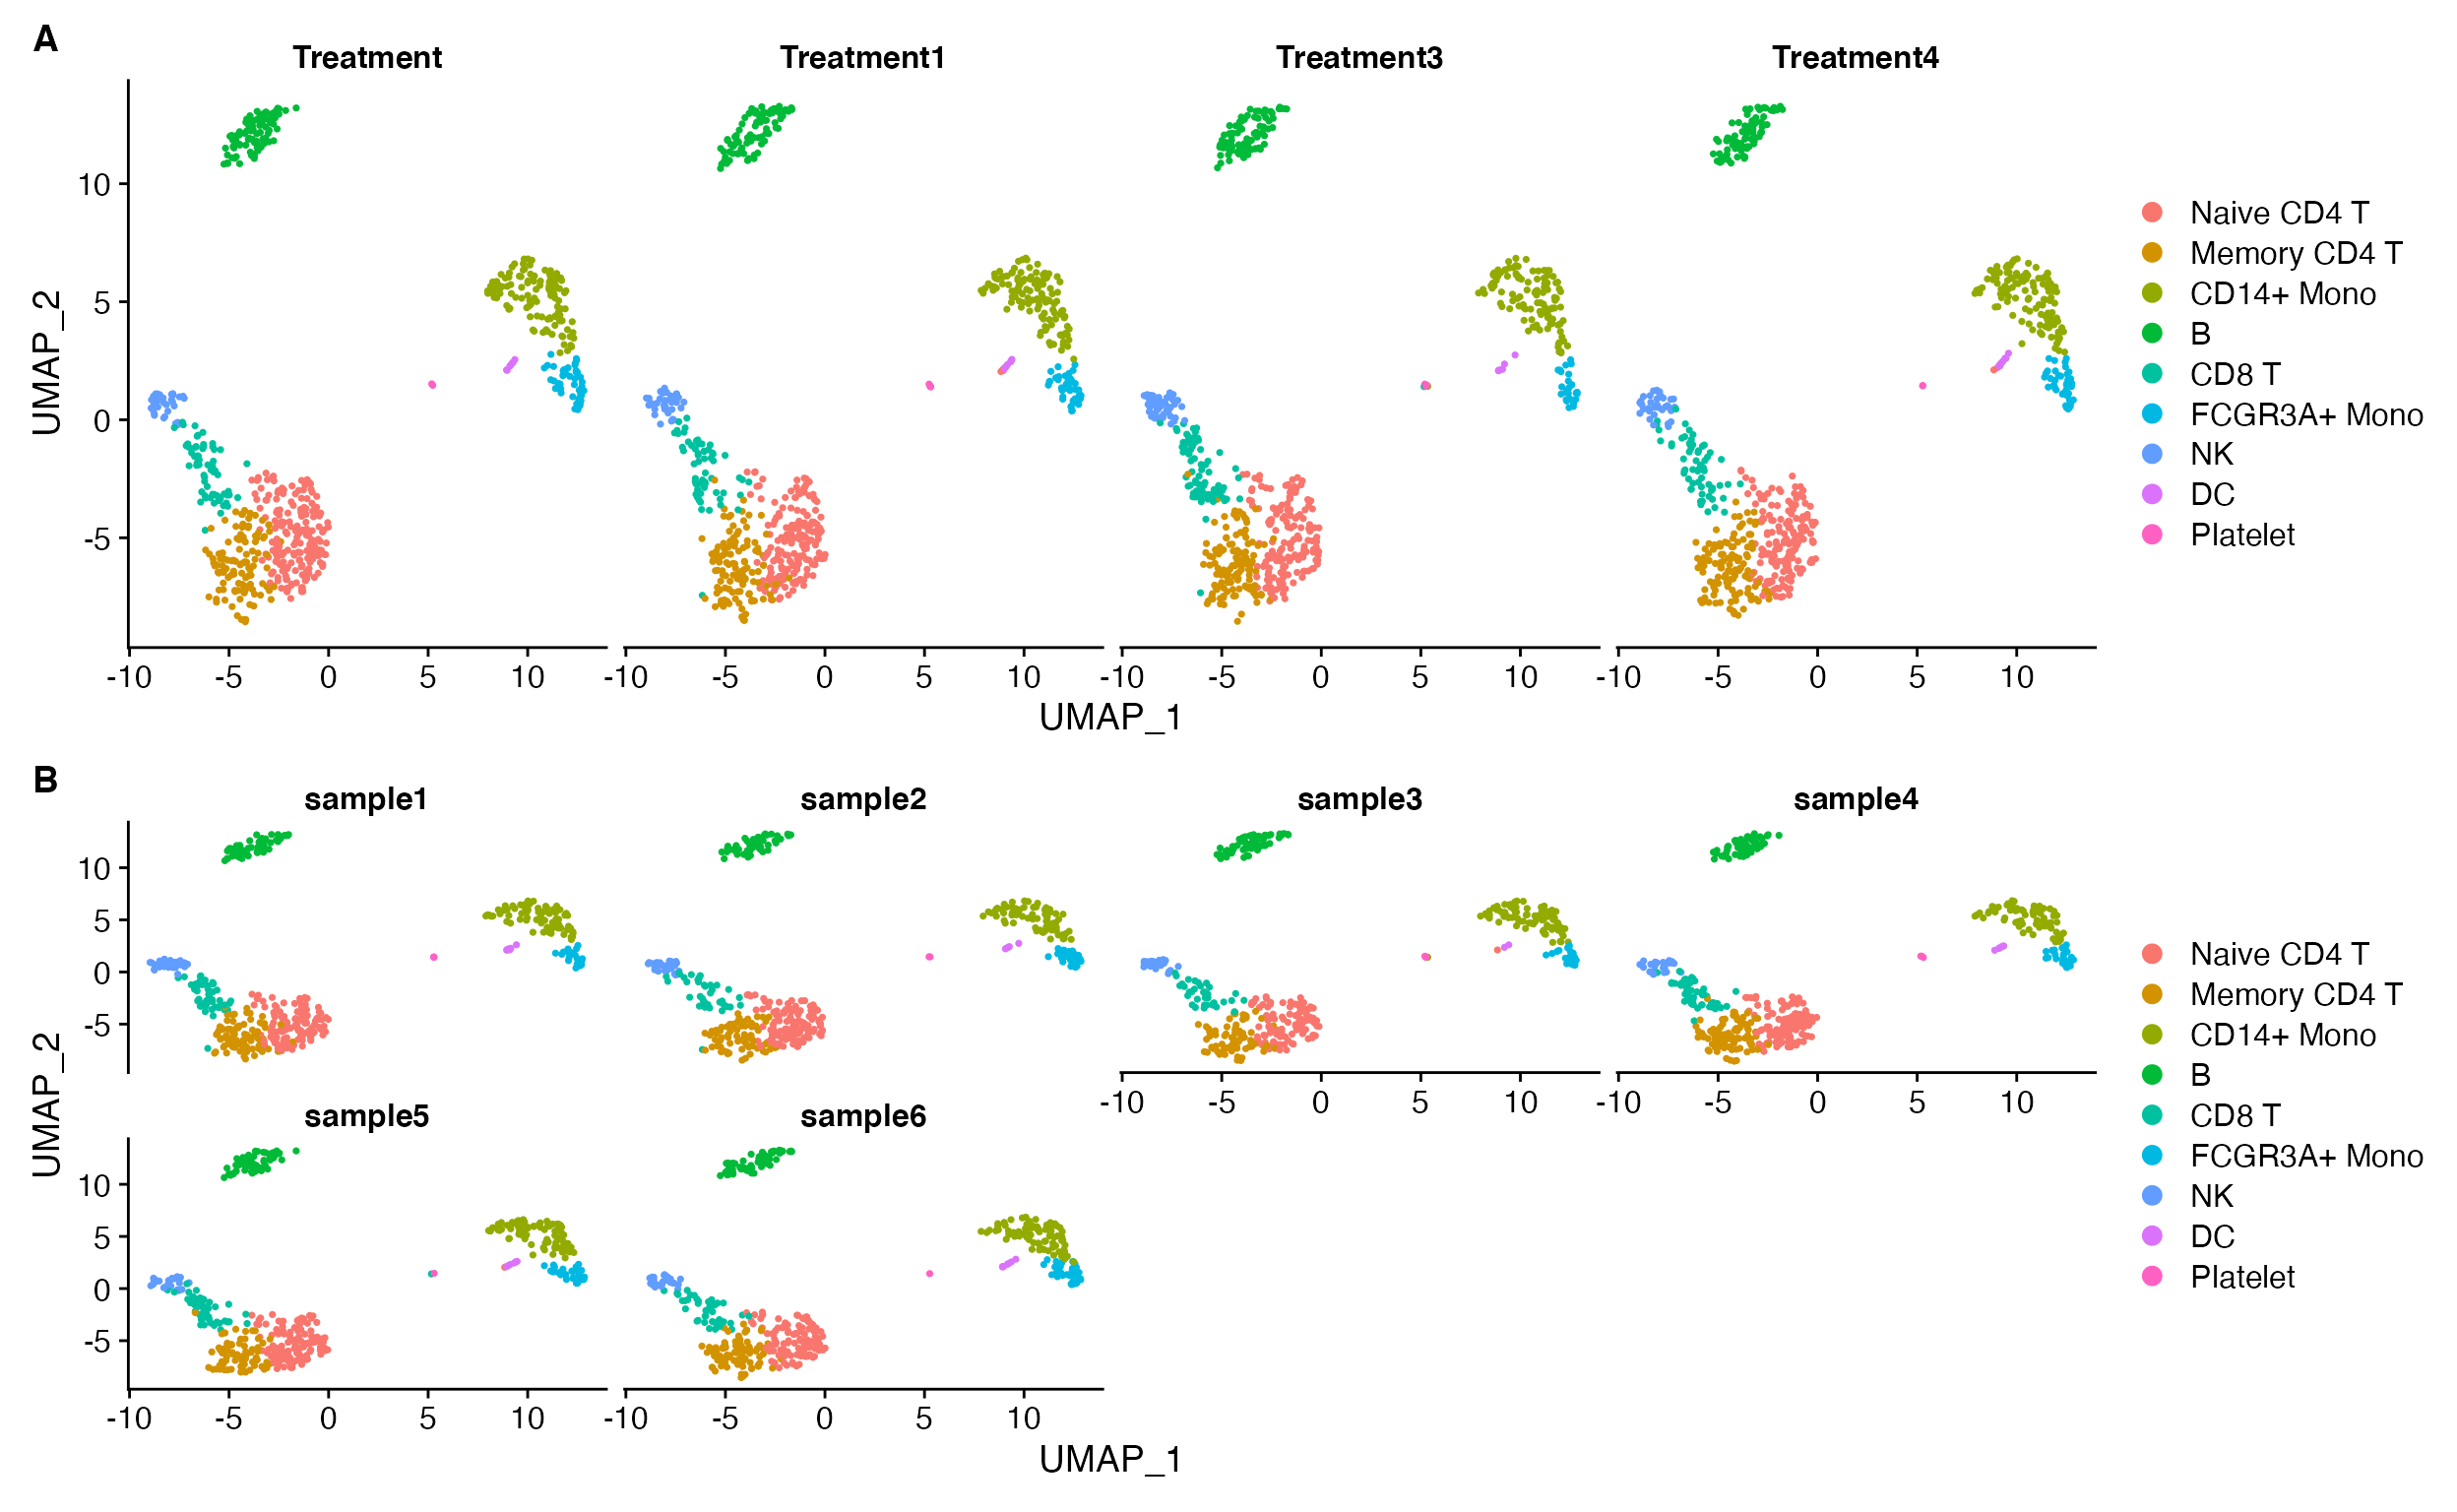 A
Treatment Treatment1 Treatment3 Treatment4
10
5
0
-5
UMAP_2
-10 -5 0 5 10 -10 -5 0 5 10 -10 -5 0 5 10 -10 -5 0 5 10
UMAP_1
Naive CD4 T
Memory CD4 T
CD14+ Mono
B
CD8 T
FCGR3A+ Mono
NK
DC
Platelet
B
sample1 sample2 sample3 sample4
10
5
0
-5
-10 -5 0 5 10 -10 -5 0 5 10
UMAP_2
sample5 sample6
10
5
0
-5
-10 -5 0 5 10 -10 -5 0 5 10
UMAP_1
Naive CD4 T
Memory CD4 T
CD14+ Mono
B
CD8 T
FCGR3A+ Mono
NK
DC
Platelet